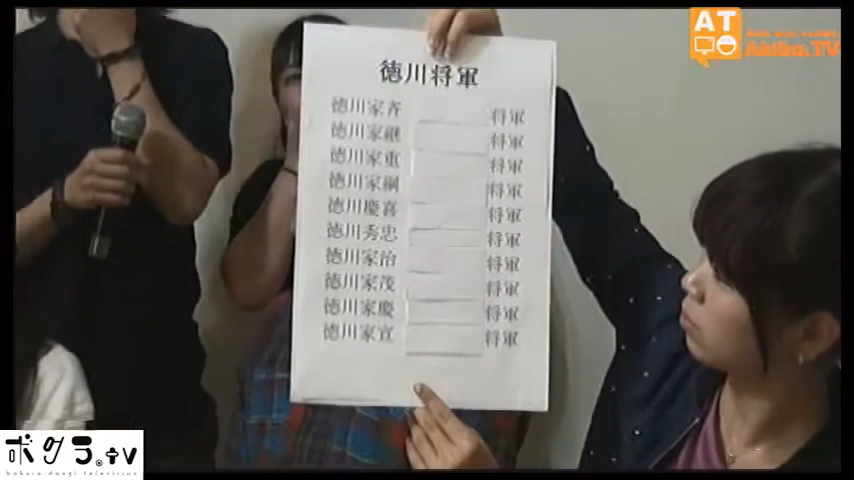 AT
Akiba.TV
徳川将軍
徳川家斉 将軍
徳川家継 将軍
徳川家重 将軍
徳川家綱 将軍
徳川慶喜 将軍
徳川秀忠 将軍
徳川家治 将軍
徳川家茂 将軍
徳川家慶 将軍
徳川家宣 将軍
ボクラ.tv